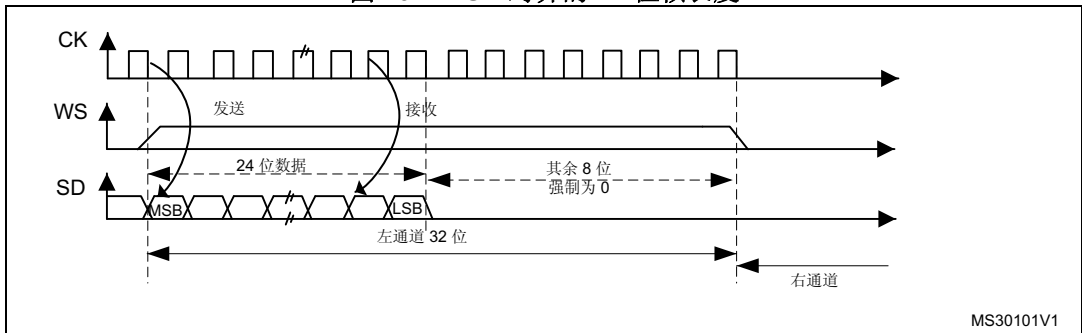 CK
WS
发送
接收
24 位数据
其余 8 位
强制为 0
SD
MSB
LSB
左通道 32 位
右通道
MS30101V1